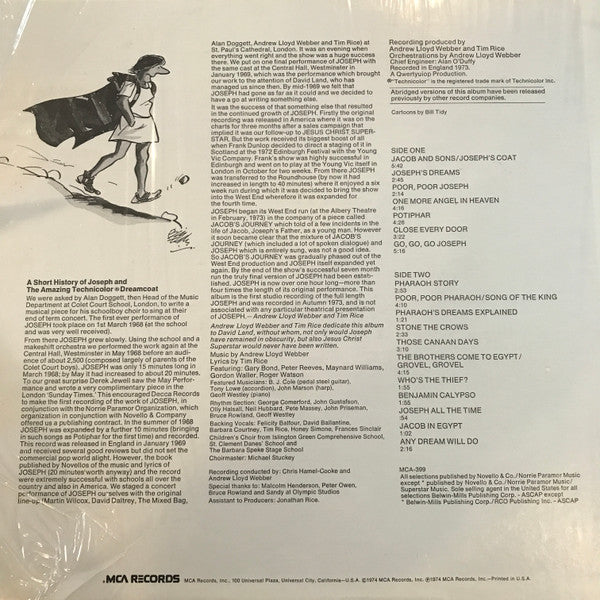 A Short History of Joseph and
The Amazing Technicolor ®Dreamcoat
We were asked by Alan Doggett, then Head of the Music
Department at Colet Court School, London, to write a
musical piece for his schoolboy choir to sing at their
end of term concert. The first ever performance
of JOSEPH took place on 1st March 1968 (at the school
and was very well received).
From there JOSEPH grew slowly. Using the school and a
makeshift orchestra we performed the work again at the
Central Hall, Westminster in May 1968 before an audi-
ence of about 2,500 (composed largely of parents of the
Colet Court boys). JOSEPH was only 15 minutes long in
March 1968; by May it had increased to about 20 minutes.
To our great surprise Derek Jewell saw the May Perfor-
mance and wrote a very complimentary piece in the
London 'Sunday Times.' This encouraged Decca Records
to make the first recording of the work of JOSEPH, in
conjunction with the Norrie Paramor Organization, which
organization in conjunction with Novello & Company
offered us a publishing contract. In the summer of 1968
JOSEPH was expanded by a further 10 minutes (bringing
in such songs as Potiphar for the first time) and recorded.
This record was released in England in January 1969
and received several good reviews but did not set the
commercial pop world alight. However, the book
published by Novellos of the music and lyrics of
JOSEPH (20 minutes worth anyway) and the record
were extremely successful with schools all over the
country and also in America. We staged a concert
performance of JOSEPH ourselves with the original
line-up (Martin Wilcox, David Daltrey, The Mixed Bag,
Alan Doggett, Andrew Lloyd Webber and Tim Rice) at
St. Paul's Cathedral, London. It was an evening when
everything went right and the show was a huge success
there. We put on one final performance of JOSEPH with
the same cast at the Central Hall, Westminster in
January 1969, which was the performance which brought
our work to the attention of David Land, who has
managed us since then. By mid-1969 we felt that
JOSEPH had gone as far as it could and we decided to
have a go at writing something else.
It was the success of that something else that resulted
in the continued growth of JOSEPH. Firstly the original
recording was released in America where it was on the
charts for three months after a sales campaign that
implied it was our follow-up to JESUS CHRIST SUPER-
STAR. But the work received its biggest boost of all
when Frank Dunlop decided to direct a staging of it in
Scotland at the 1972 Edinburgh Festival with the Young
Vic Company. Frank's show was highly successful in
Edinburgh and went on to play at the Young Vic itself in
London in October for two weeks. From there JOSEPH
was transferred to the Roundhouse (by now it had
increased in length to 40 minutes) where it enjoyed a six
week run during which it was decided to bring the show
into the West End wherefore it was expanded for
the fourth time.
JOSEPH began its West End run (at the Albery Theatre
in February, 1973) in the company of a piece called
JACOB'S JOURNEY which told of a few incidents in the
life of Jacob, Joseph's Father, as a young man. However
it soon became clear that the mixture of JACOB'S
JOURNEY (which included a lot of spoken dialogue) and
JOSEPH which is entirely sung, was not a good idea.
So JACOB'S JOURNEY was gradually phased out of the
West End production and JOSEPH itself expanded yet
again. By the end of the show's successful seven month
run the truly final version of JOSEPH had been estab-
lished. JOSEPH is now over one hour long—more than
four times the length of its original composition. This
album is the first studio recording of the full length
JOSEPH and was recorded in Autumn 1973, and is not
associated with any particular theatrical presentation
of JOSEPH.—Andrew Lloyd Webber and Tim Rice
Andrew Lloyd Webber and Tim Rice dedicate this album
to David Land, without whom, not only would Joseph
have remained in obscurity, but also Jesus Christ
Superstar would never have been written.
Music by Andrew Lloyd Webber
Lyrics by Tim Rice
Featuring: Gary Bond, Peter Reeves, Maynard Williams,
Gordon Waller, Roger Watson
Featured Musicians: B. J. Cole (pedal steel guitar),
Tony Lowe (accordion), John Marson (harp),
Geoff Westley (piano)
Rhythm Section: George Comerford, John Gustafson,
Olly Halsall, Neil Hubbard, Pete Massey, John Priseman,
Bruce Rowland, Geoff Westley
Backing Vocals: Felicity Balfour, David Ballantine,
Barbara Courtney, Tim Rice, Honey Simons, Frances Sinclair
Children's Choir from Islington Green Comprehensive School,
St. Clement Danes' School and
The Barbara Speke Stage School
Choirmaster: Michael Stuckey
Recording conducted by: Chris Hamel-Cooke and
Andrew Lloyd Webber
Special thanks to: Malcolm Henderson, Peter Owen,
Bruce Rowland and Sandy at Olympic Studios
Assistant to Producers: Jonathan Rice.
Recording produced by
Andrew Lloyd Webber and Tim Rice
Orchestrations by Andrew Lloyd Webber
Chief Engineer: Alan O'Duffy
Recorded in England 1973.
A Qwertyuiop Production.
®"Technicolor" is the registered trade mark of Technicolor Inc.
Abridged versions of this album have been released
previously by other record companies.
Cartoons by Bill Tidy
SIDE ONE
JACOB AND SONS/JOSEPH'S COAT
5:42
JOSEPH'S DREAMS
2:45
POOR, POOR JOSEPH
2:14
ONE MORE ANGEL IN HEAVEN
4:16
POTIPHAR
4:16
CLOSE EVERY DOOR
3:22
GO, GO, GO JOSEPH
5:16
SIDE TWO
PHARAOH STORY
2:53
POOR, POOR PHARAOH/SONG OF THE KING
4:10
PHARAOH'S DREAMS EXPLAINED
1:21
STONE THE CROWS
2:33
THOSE CANAAN DAYS
2:40
THE BROTHERS COME TO EGYPT/
GROVEL, GROVEL
4:15
WHO'S THE THIEF?
2:11
BENJAMIN CALYPSO
1:50
JOSEPH ALL THE TIME
:54
JACOB IN EGYPT
1:02
ANY DREAM WILL DO
2:16
MCA-399
All selections published by Novello & Co./Norrie Paramor Music
except * published by Novello & Co./Norrie Paramor Music/
Superstar Music. Sole selling agent in the United States for all
selections Belwin-Mills Publishing Corp. - ASCAP except
* Belwin-Mills Publishing Corp./RCO Publishing Inc. - ASCAP
MCA RECORDS MCA Records, Inc., 100 Universal Plaza, Universal City, California—U.S.A. ©1974 MCA Records, Inc. ℗1974 MCA Records, Inc.—Printed in U.S.A.